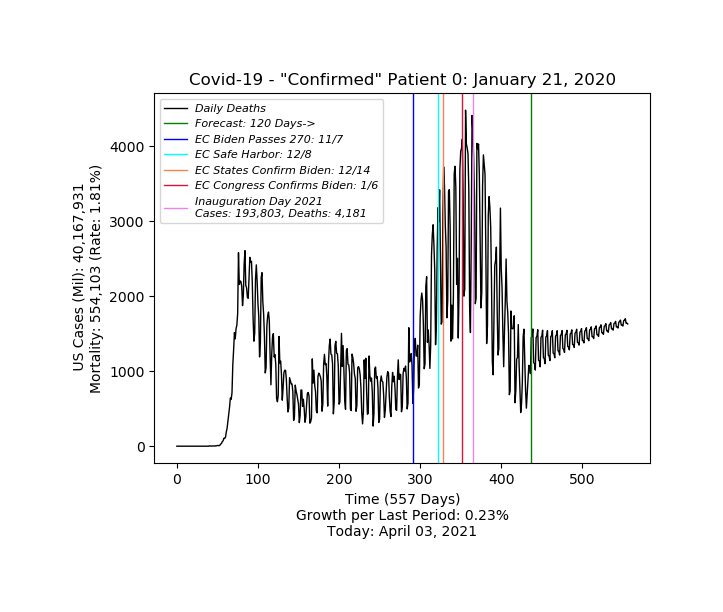 Covid-19 - "Confirmed" Patient 0: January 21, 2020
Daily Deaths
Forecast: 120 Days->
EC Biden Passes 270: 11/7
EC Safe Harbor: 12/8
EC States Confirm Biden: 12/14
EC Congress Confirms Biden: 1/6
Inauguration Day 2021
Cases: 193,803, Deaths: 4,181
US Cases (Mil): 40,167,931
Mortality: 554,103 (Rate: 1.81%)
4000
3000
2000
1000
0
0 100 200 300 400 500
Time (557 Days)
Growth per Last Period: 0.23%
Today: April 03, 2021